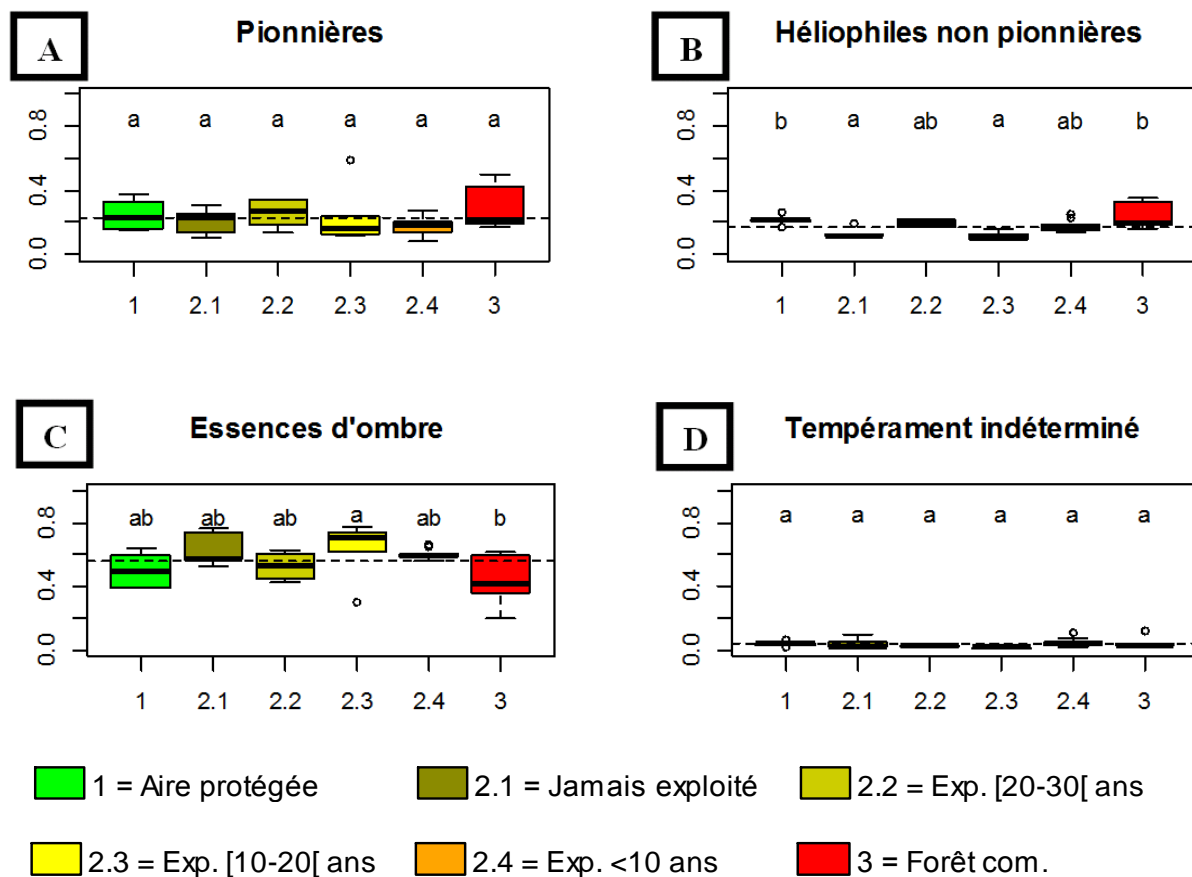 A
Pionnières
0.0 0.4 0.8
a a a a a a
1 2.1 2.2 2.3 2.4 3
B
Héliophiles non pionnières
0.0 0.4 0.8
b a ab a ab b
1 2.1 2.2 2.3 2.4 3
C
Essences d'ombre
0.0 0.4 0.8
ab ab ab a ab b
1 2.1 2.2 2.3 2.4 3
D
Tempérament indéterminé
0.0 0.4 0.8
a a a a a a
1 2.1 2.2 2.3 2.4 3
1 = Aire protégée
2.1 = Jamais exploité
2.2 = Exp. [20-30[ ans
2.3 = Exp. [10-20[ ans
2.4 = Exp. <10 ans
3 = Forêt com.